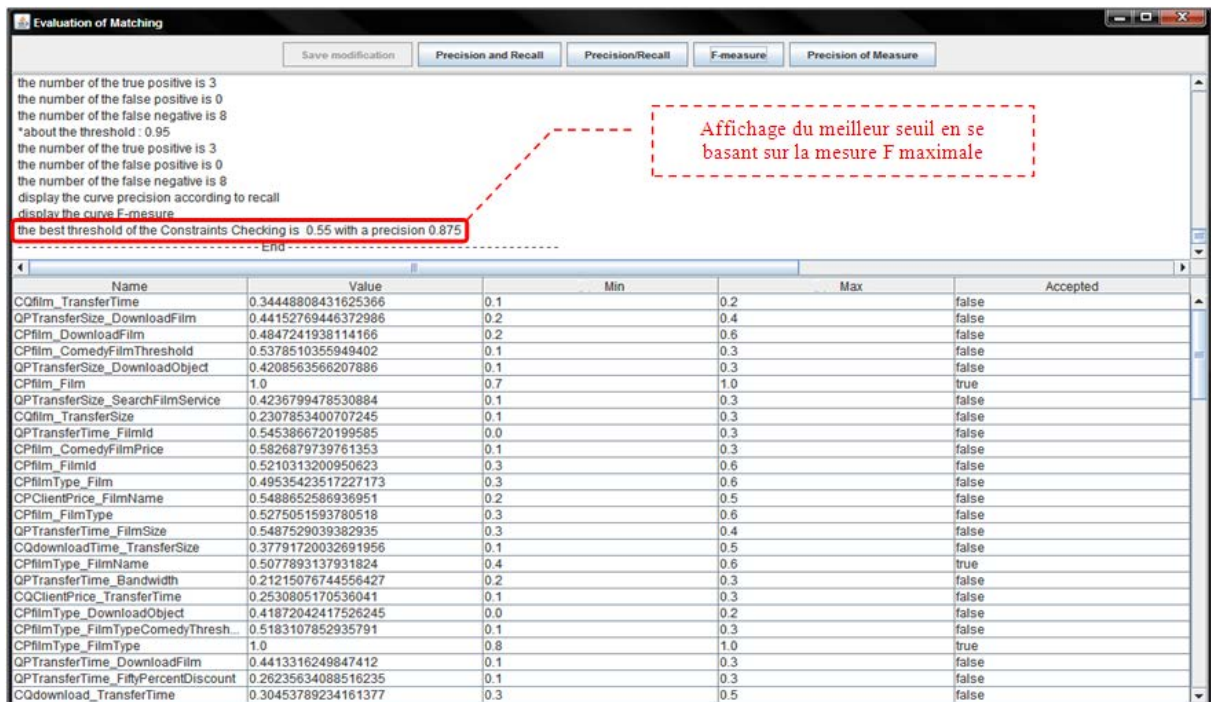 Evaluation of Matching
Save modification Precision and Recall Precision/Recall F-measure Precision of Measure
the number of the true positive is 3
the number of the false positive is 0
the number of the false negative is 8
*about the threshold : 0.95
the number of the true positive is 3
the number of the false positive is 0
the number of the false negative is 8
display the curve precision according to recall
display the curve F-mesure
the best threshold of the Constraints Checking is 0.55 with a precision 0.875
- - - - - - - - - - - - - - - - - - - - - - - - - - - - - - - - - - End - - - - - - - - - - - - - - - - - - - - - - - - - - - - - - - - - - - - -
Affichage du meilleur seuil en se
basant sur la mesure F maximale
Name Value Min Max Accepted
CQfilm_TransferTime 0.34448808431625366 0.1 0.2 false
QPTransferSize_DownloadFilm 0.44152769446372986 0.2 0.4 false
CPfilm_DownloadFilm 0.4847241938114166 0.2 0.6 false
CPfilm_ComedyFilmThreshold 0.5378510355949402 0.1 0.3 false
QPTransferSize_DownloadObject 0.4208563566207886 0.1 0.3 false
CPfilm_Film 1.0 0.7 1.0 true
QPTransferSize_SearchFilmService 0.4236799478530884 0.1 0.3 false
CQfilm_TransferSize 0.2307853400707245 0.1 0.3 false
QPTransferTime_FilmId 0.5453866720199585 0.0 0.3 false
CPfilm_ComedyFilmPrice 0.5826879739761353 0.1 0.3 false
CPfilm_FilmId 0.5210313200950623 0.3 0.6 false
CPfilmType_Film 0.49535423517227173 0.3 0.6 false
CPClientPrice_FilmName 0.5488652586936951 0.2 0.5 false
CPfilm_FilmType 0.5275051593780518 0.3 0.6 false
QPTransferTime_FilmSize 0.5487529039382935 0.3 0.4 false
CQdownloadTime_TransferSize 0.37791720032691956 0.1 0.5 false
CPfilmType_FilmName 0.5077893137931824 0.4 0.6 true
QPTransferTime_Bandwidth 0.21215076744556427 0.2 0.3 false
CQClientPrice_TransferTime 0.2530805170536041 0.1 0.3 false
CPfilmType_DownloadObject 0.41872042417526245 0.0 0.2 false
CPfilmType_FilmTypeComedyThresh... 0.5183107852935791 0.1 0.3 false
CPfilmType_FilmType 1.0 0.8 1.0 true
QPTransferTime_DownloadFilm 0.4413316249847412 0.1 0.3 false
QPTransferTime_FiftyPercentDiscount 0.26235634088516235 0.1 0.3 false
CQdownload_TransferTime 0.30453789234161377 0.3 0.5 false